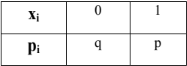 xᵢ 0 1
pᵢ q p